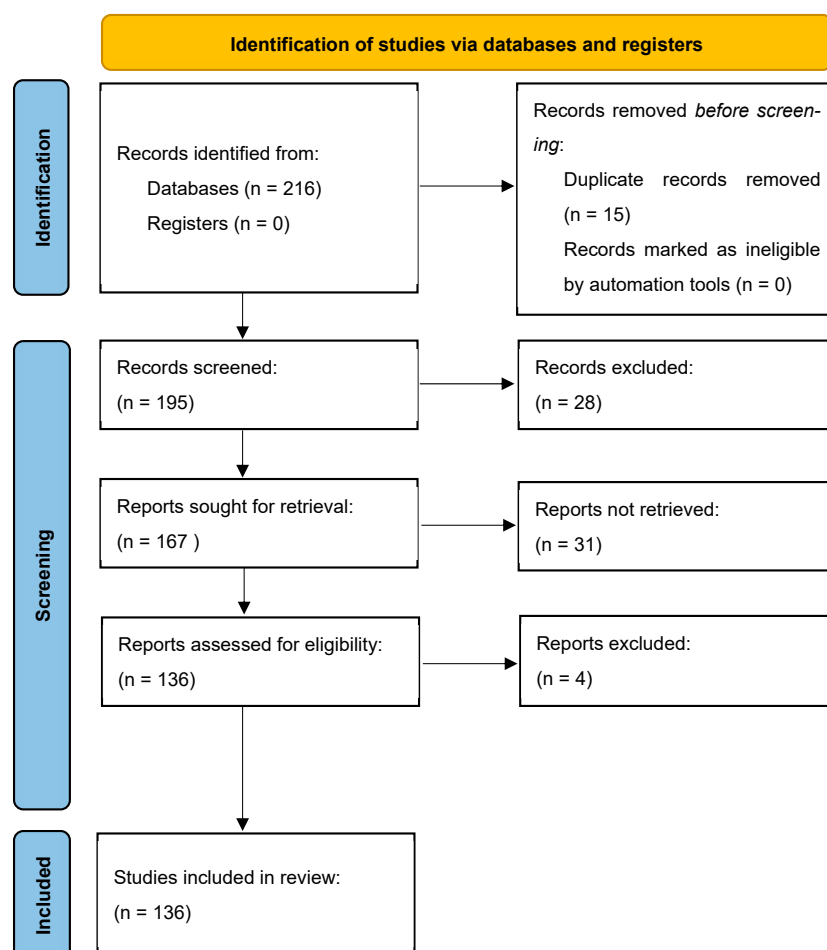 Identification of studies via databases and registers
Identification
Records identified from:
Databases (n = 216)
Registers (n = 0)
Records removed before screen-
ing:
Duplicate records removed
(n = 15)
Records marked as ineligible
by automation tools (n = 0)
Screening
Records screened:
(n = 195)
Records excluded:
(n = 28)
Reports sought for retrieval:
(n = 167 )
Reports not retrieved:
(n = 31)
Reports assessed for eligibility:
(n = 136)
Reports excluded:
(n = 4)
Included
Studies included in review:
(n = 136)